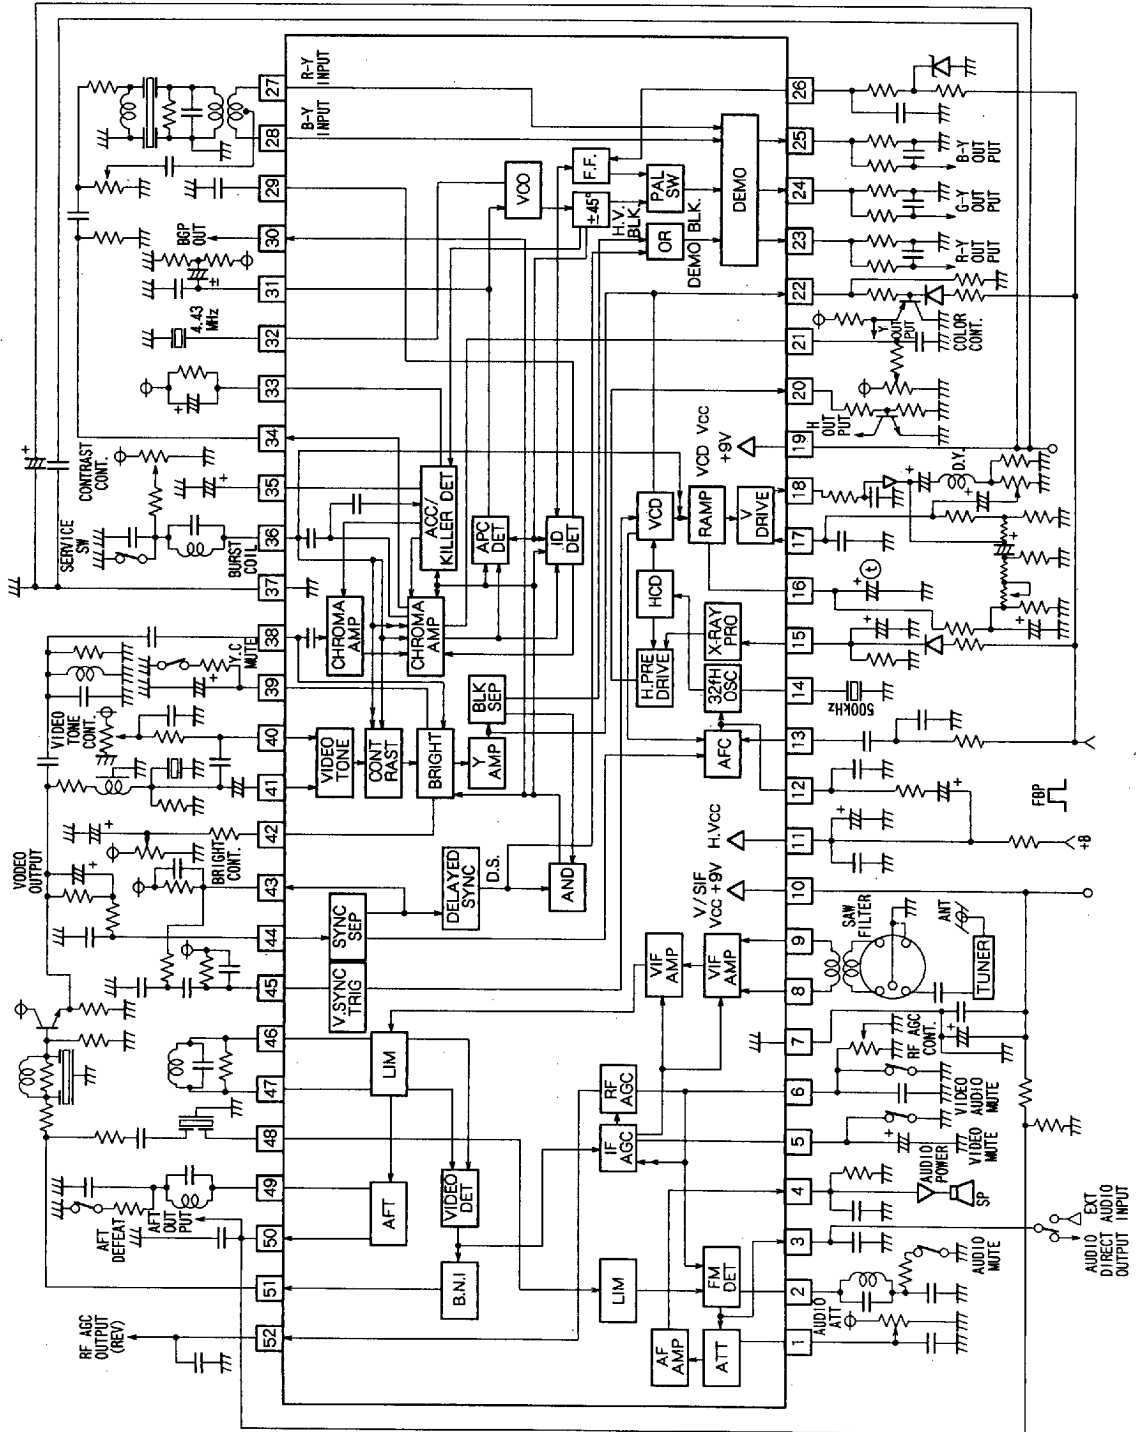 R-Y INPUT
27
B-Y INPUT
28
29
BGP OUT
30
31
±
4.43 MHz
32
33
+
34
+
CONTRAST CONT.
35
+
SERVICE SW
36
BURST COIL
37
38
Y.C MUTE
+
39
VIDEO TONE CONT.
40
41
VODEO OUTPUT
+
42
BRIGHT CONT.
+
43
44
45
46
47
48
49
AFT DEFEAT
AFT OUT PUT
50
51
RF AGC OUTPUT (REV)
52
VCO
F.F.
±45°
H.V. BLK.
PAL SW
OR
DEMO BLK.
DEMO
ACC/ KILLER DET
APC DET
ID DET
CHROMA AMP
CHROMA AMP
VIDEO TONE
CONT RAST
BRIGHT
Y AMP
BLK SEP
VCD
RAMP
V DRIVE
HCD
H.PRE DRIVE
X-RAY PRO
32fH OSC
AFC
VCD Vcc +9V
H.Vcc
V/SIF Vcc +9V
SYNC SEP
DELAYED SYNC
D.S.
AND
V.SYNC TRIG
VIF AMP
VIF AMP
LIM
RF AGC
IF AGC
VIDEO DET
AFT
B.N.I
LIM
FM DET
AF AMP
ATT
26
25
B-Y OUT PUT
24
G-Y OUT PUT
23
R-Y OUT PUT
22
Y OUT PUT
COLOR CONT.
21
20
H OUT PUT
19
18
+
D.Y.
+
17
+
16
+
t
+
15
+
14
500kHz
13
12
+
FBP
11
+
+B
10
SAW FILTER
ANT
9
8
TUNER
7
+
RF AGC CONT.
6
VIDEO AUDIO MUTE
5
+
VIDEO MUTE
4
AUDIO POWER
SP
3
EXT AUDIO INPUT
AUDIO DIRECT OUTPUT
2
AUDIO MUTE
AUDIO ATT
1